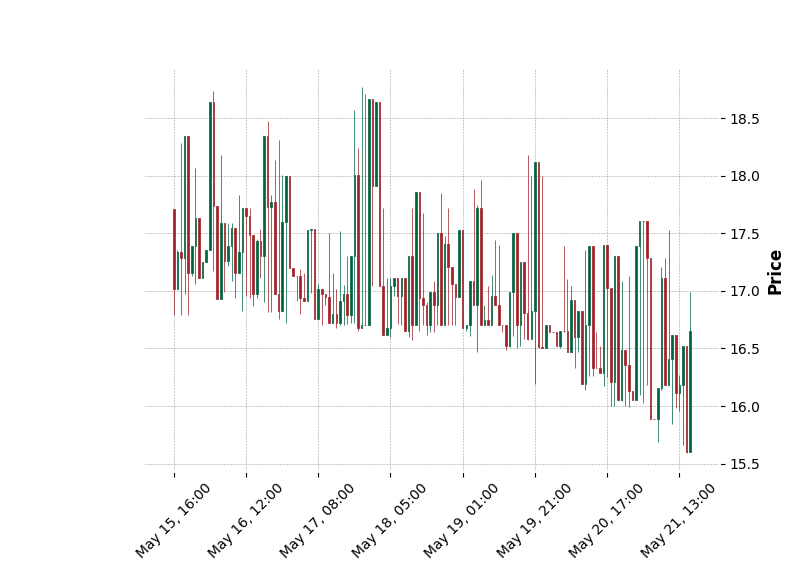 18.5
18.0
17.5
17.0
16.5
16.0
15.5
Price
May 15, 16:00
May 16, 12:00
May 17, 08:00
May 18, 05:00
May 19, 01:00
May 19, 21:00
May 20, 17:00
May 21, 13:00